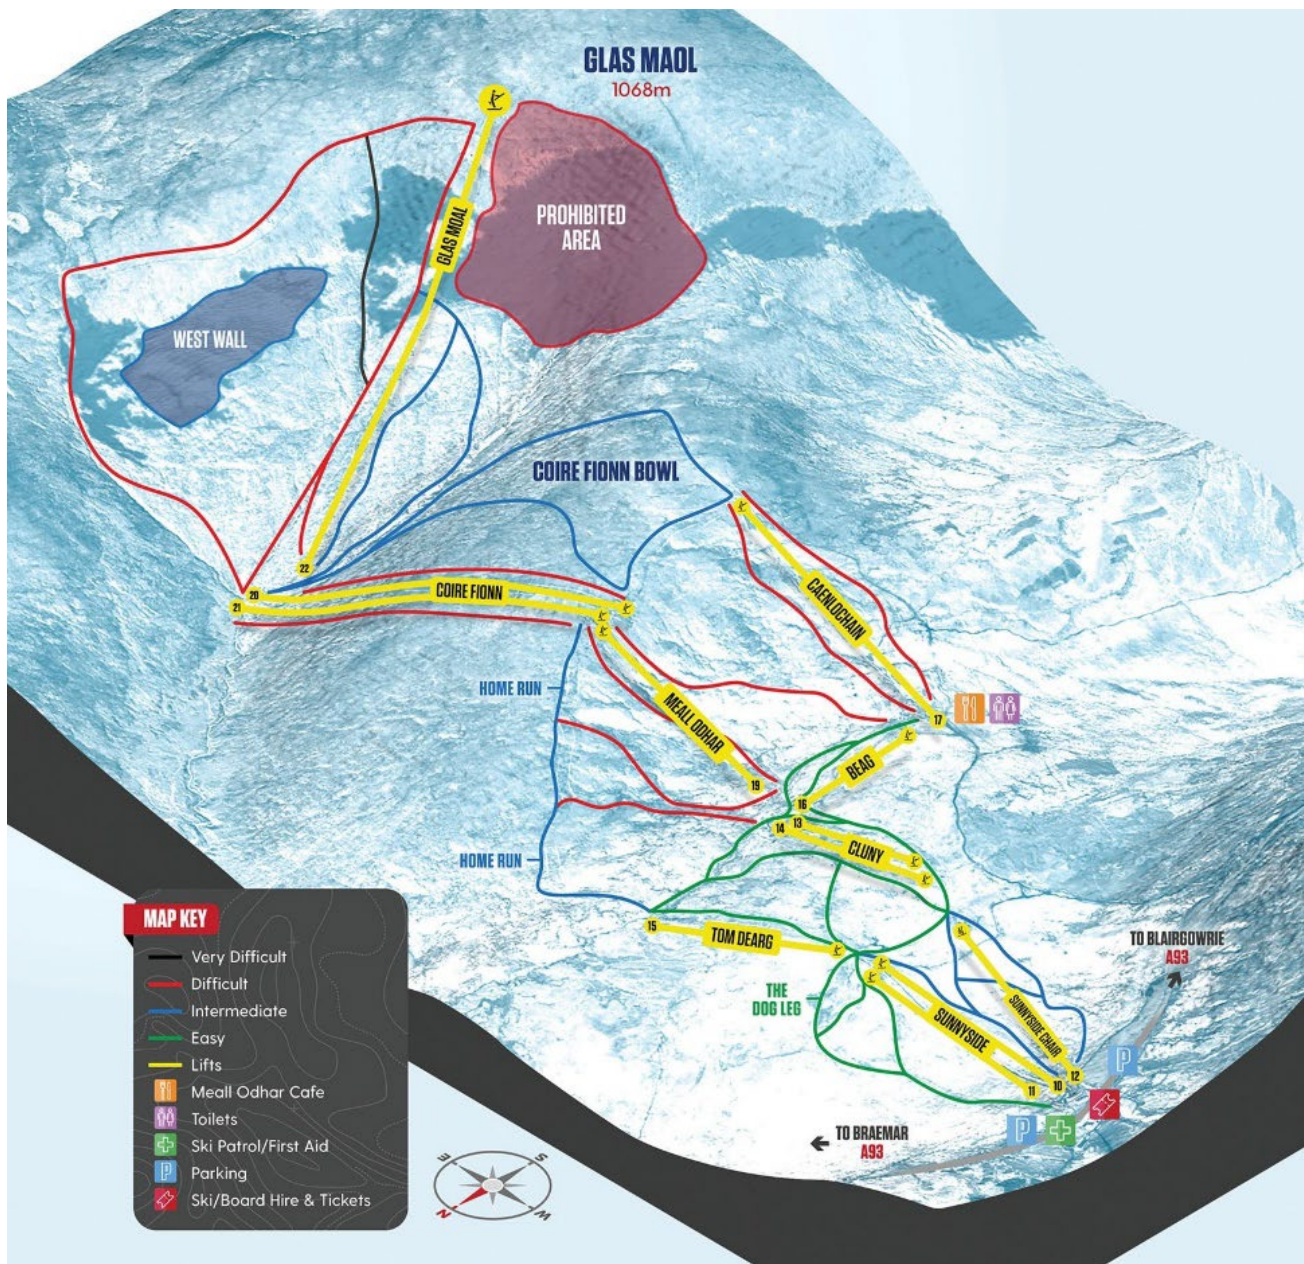 GLAS MAOL
1068m
GLAS MOAL
PROHIBITED
AREA
WEST WALL
COIRE FIONN BOWL
22
20
21
COIRE FIONN
CAENLOCHAIN
HOME RUN
MEALL ODHAR
17
BEAG
19
16
13
14
CLUNY
HOME RUN
15
TOM DEARG
TO BLAIRGOWRIE
A93
THE
DOG LEG
SUNNYSIDE
SUNNYSIDE CHAIR
11
10
12
P
P
TO BRAEMAR
A93
MAP KEY
Very Difficult
Difficult
Intermediate
Easy
Lifts
Meall Odhar Cafe
Toilets
Ski Patrol/First Aid
P
Parking
Ski/Board Hire & Tickets
E
S
N
W